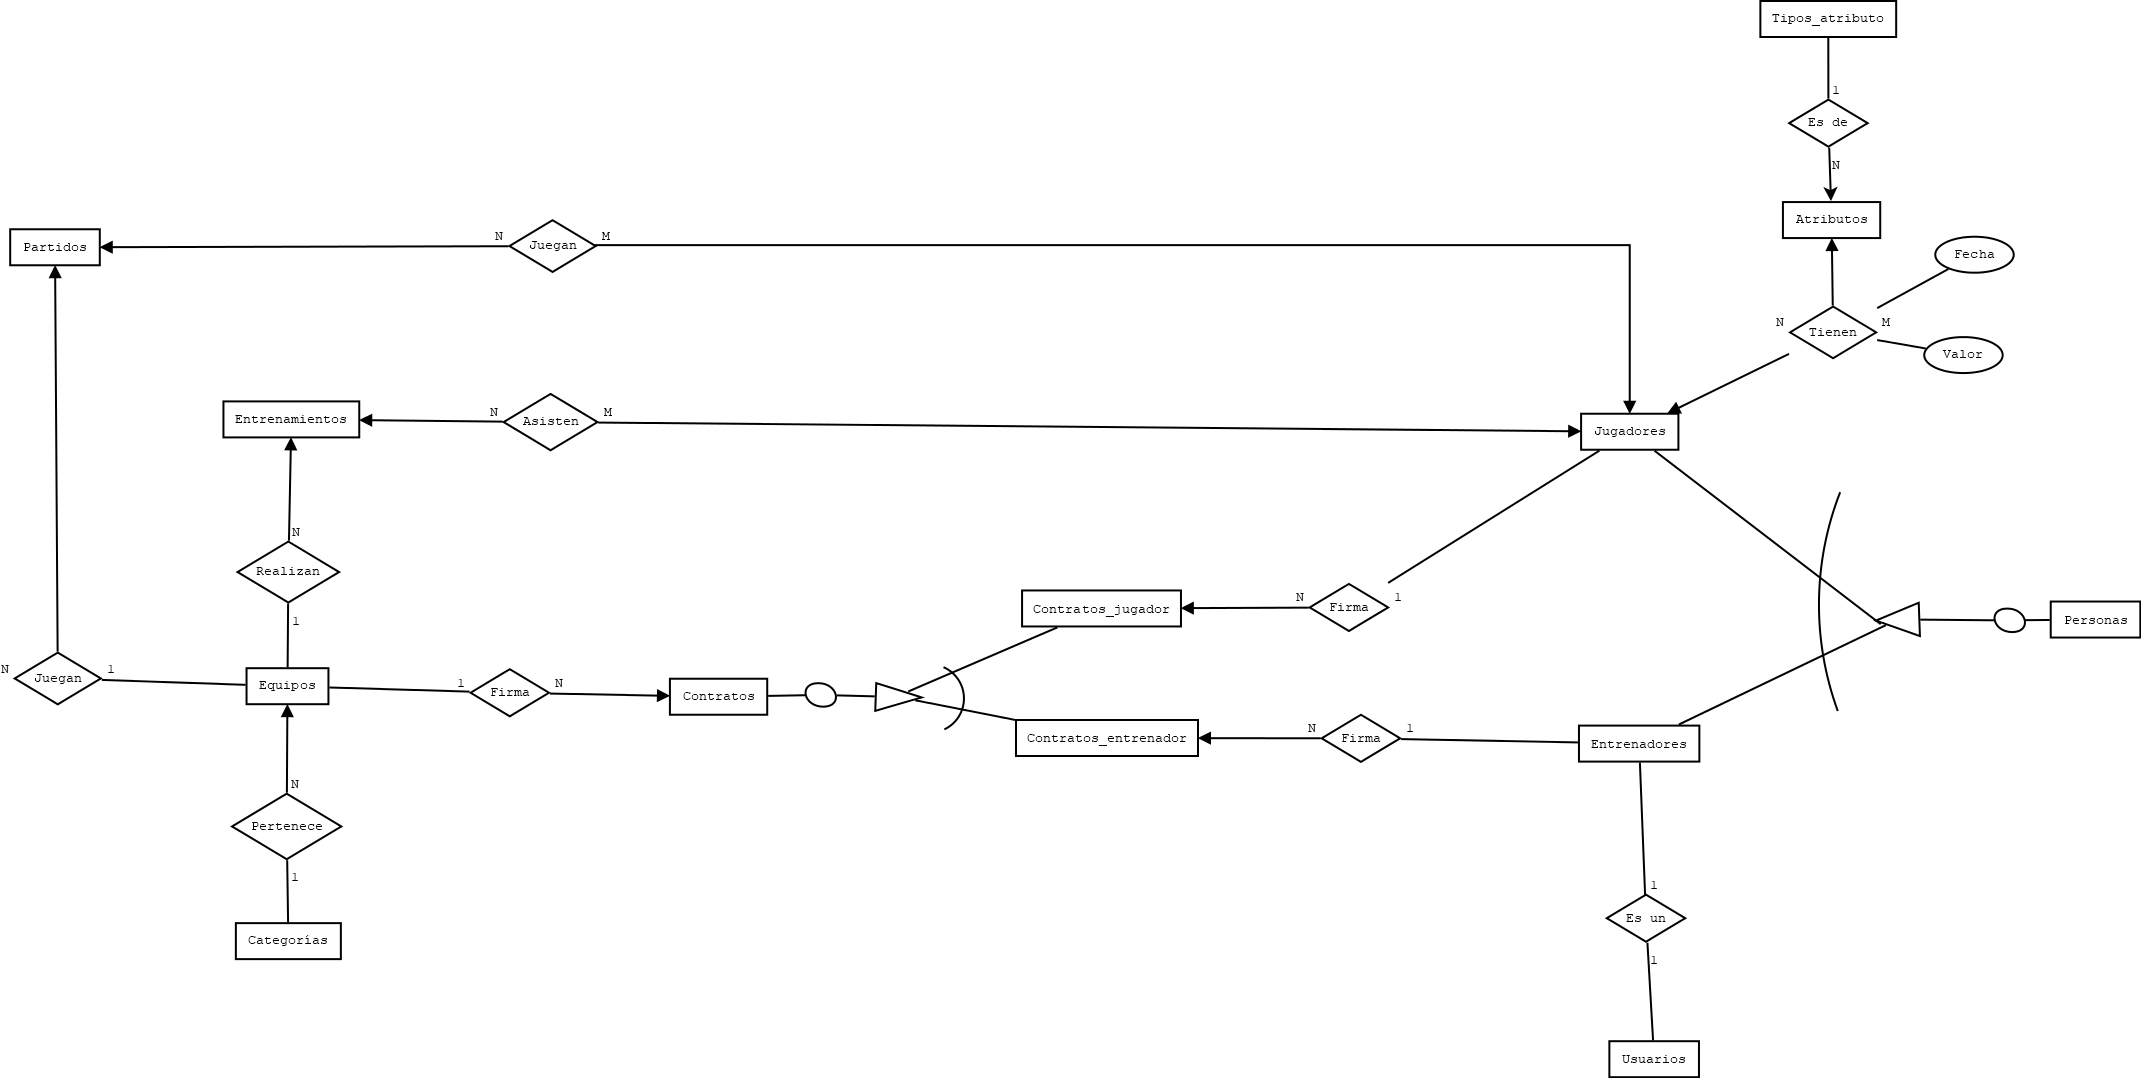 Tipos_atributo
1
Es de
N
Atributos
Partidos
N
Juegan
M
Fecha
N
Tienen
M
Valor
Entrenamientos
N
Asisten
M
Jugadores
N
Realizan
1
Contratos_jugador
N
Firma
1
Personas
N
Juegan
1
Equipos
1
Firma
N
Contratos
Contratos_entrenador
N
Firma
1
Entrenadores
N
Pertenece
1
Categorías
1
Es un
1
Usuarios